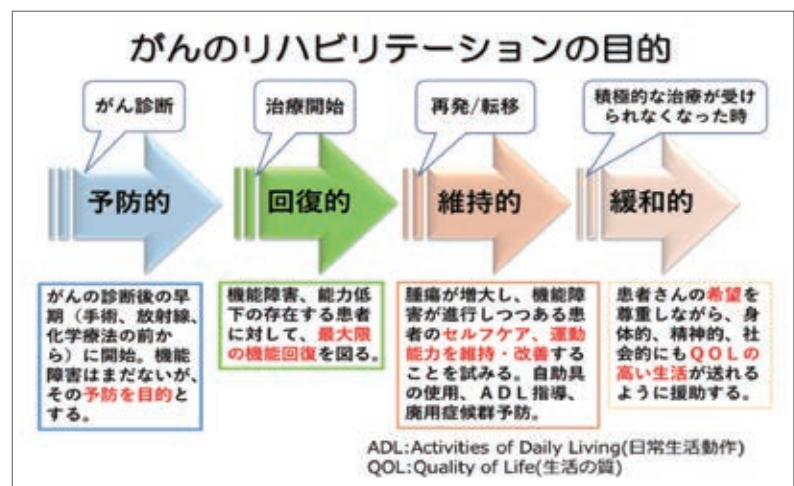 がんのリハビリテーションの目的
がん診断
予防的
がんの診断後の早
期（手術、放射線、
化学療法の前か
ら）に開始。機能
障害はまだないが、
その予防を目的と
する。
治療開始
回復的
機能障害、能力低
下の存在する患者
に対して、最大限
の機能回復を図る。
再発/転移
維持的
腫瘍が増大し、機能障
害が進行しつつある患
者のセルフケア、運動
能力を維持・改善する
ことを試みる。自助具
の使用、ＡＤＬ指導、
廃用症候群予防。
積極的な治療が受け
られなくなった時
緩和的
患者さんの希望を
尊重しながら、身
体的、精神的、社
会的にもＱＯＬの
高い生活が送れる
ように援助する。
ADL:Activities of Daily Living(日常生活動作)
QOL:Quality of Life(生活の質)